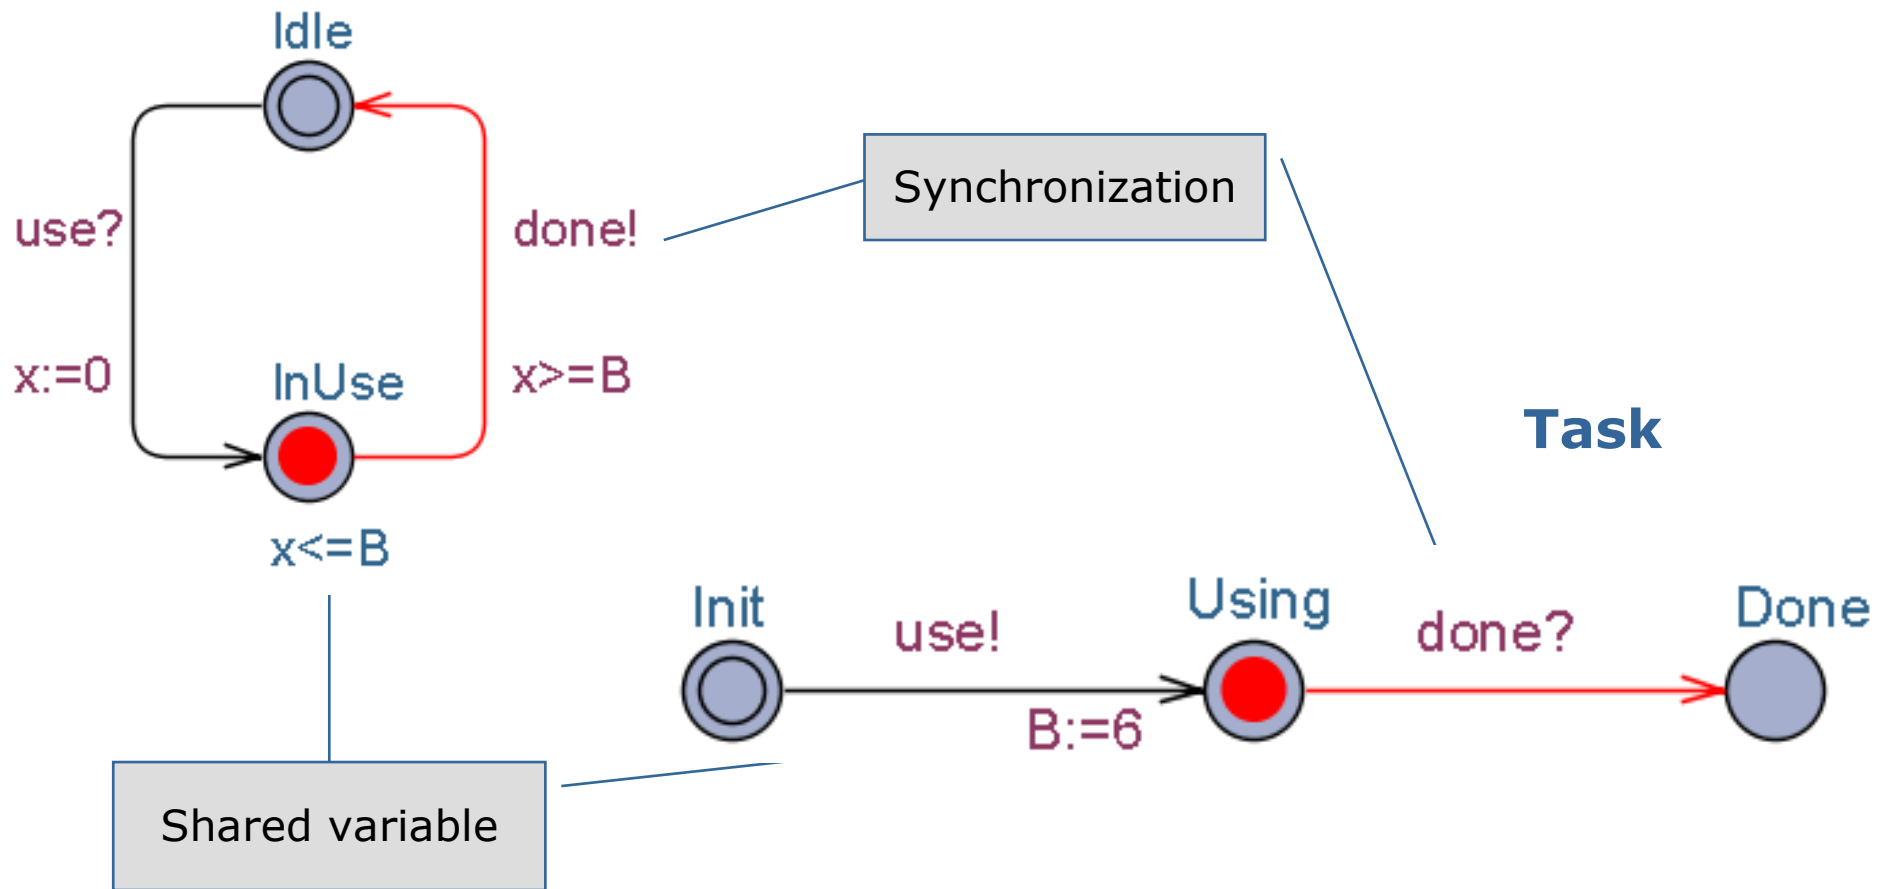 Idle
use?
done!
Synchronization
x:=0
InUse
x>=B
Task
x<=B
Init
use!
Using
done?
Done
B:=6
Shared variable